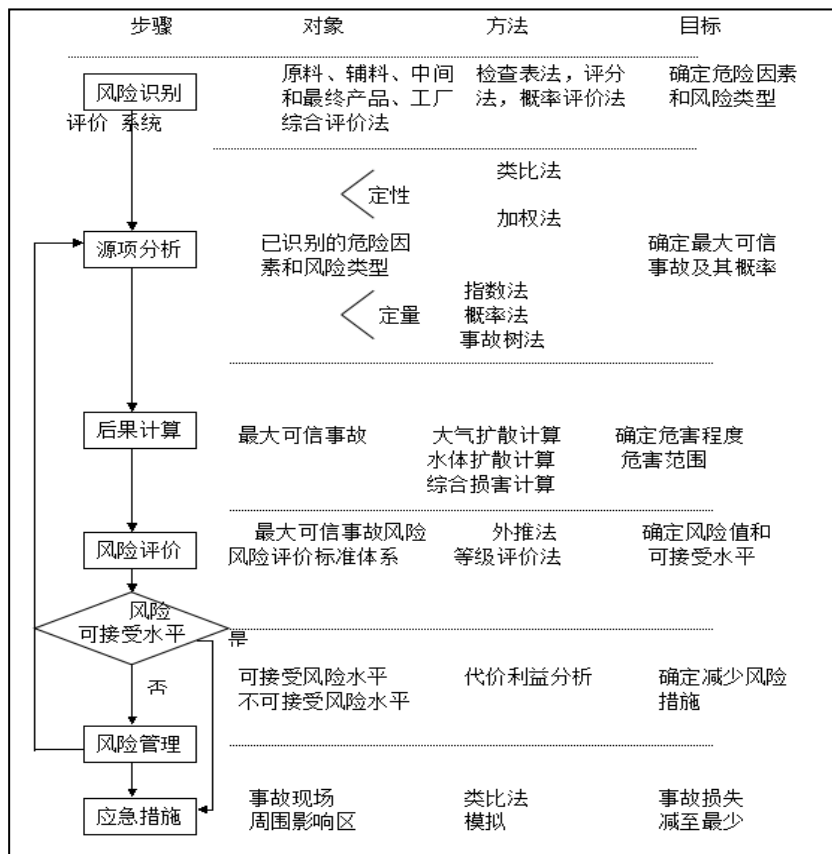 步骤 对象 方法 目标
风险识别
评价 系统
原料、辅料、中间
和最终产品、工厂
综合评价法
检查表法，评分
法，概率评价法
确定危险因素
和风险类型
源项分析
定性
类比法
加权法
已识别的危险因
素和风险类型
确定最大可信
事故及其概率
定量
指数法
概率法
事故树法
后果计算
最大可信事故
大气扩散计算
水体扩散计算
综合损害计算
确定危害程度
危害范围
风险评价
最大可信事故风险
风险评价标准体系
外推法
等级评价法
确定风险值和
可接受水平
风险
可接受水平
是
否
可接受风险水平
不可接受风险水平
代价利益分析
确定减少风险
措施
风险管理
应急措施
事故现场
周围影响区
类比法
模拟
事故损失
减至最少